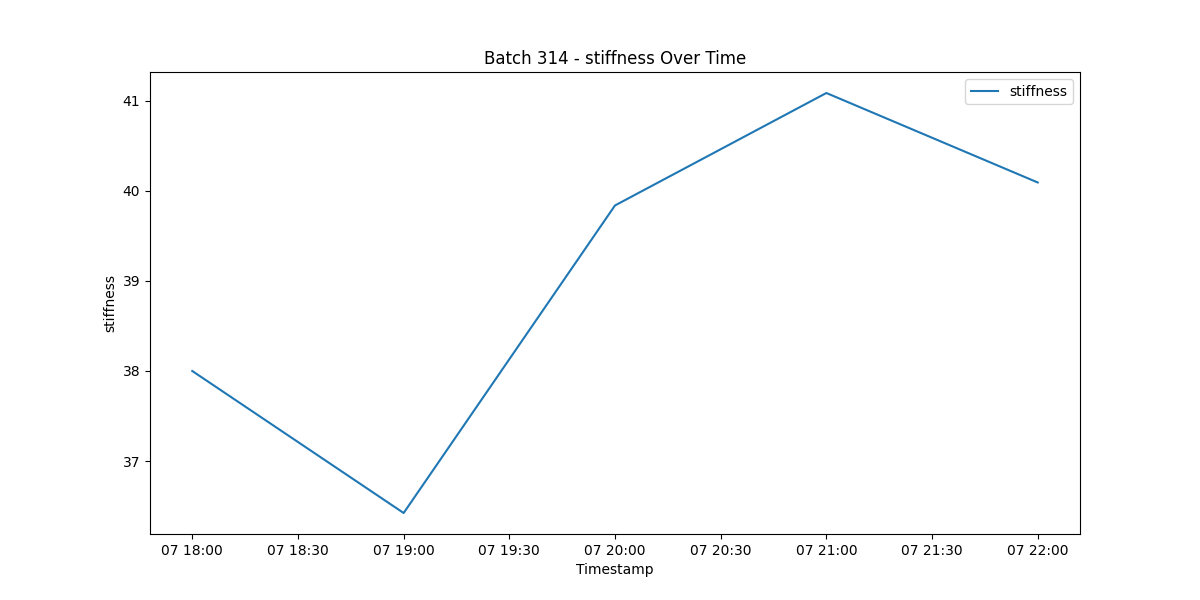 Batch 314 - stiffness Over Time
stiffness
41
40
39
38
37
stiffness
07 18:00 07 18:30 07 19:00 07 19:30 07 20:00 07 20:30 07 21:00 07 21:30 07 22:00
Timestamp